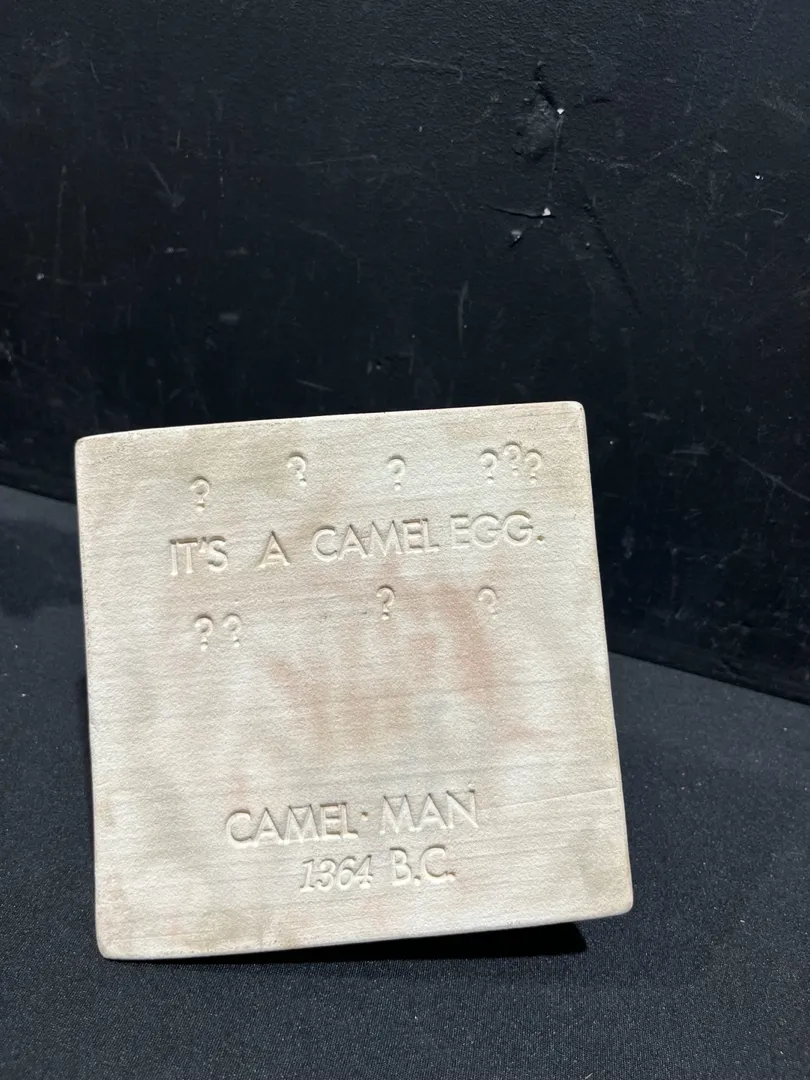 ? ? ? ???
IT'S A CAMEL EGG.
?? ? ?
CAMEL·MAN
1364 B.C.